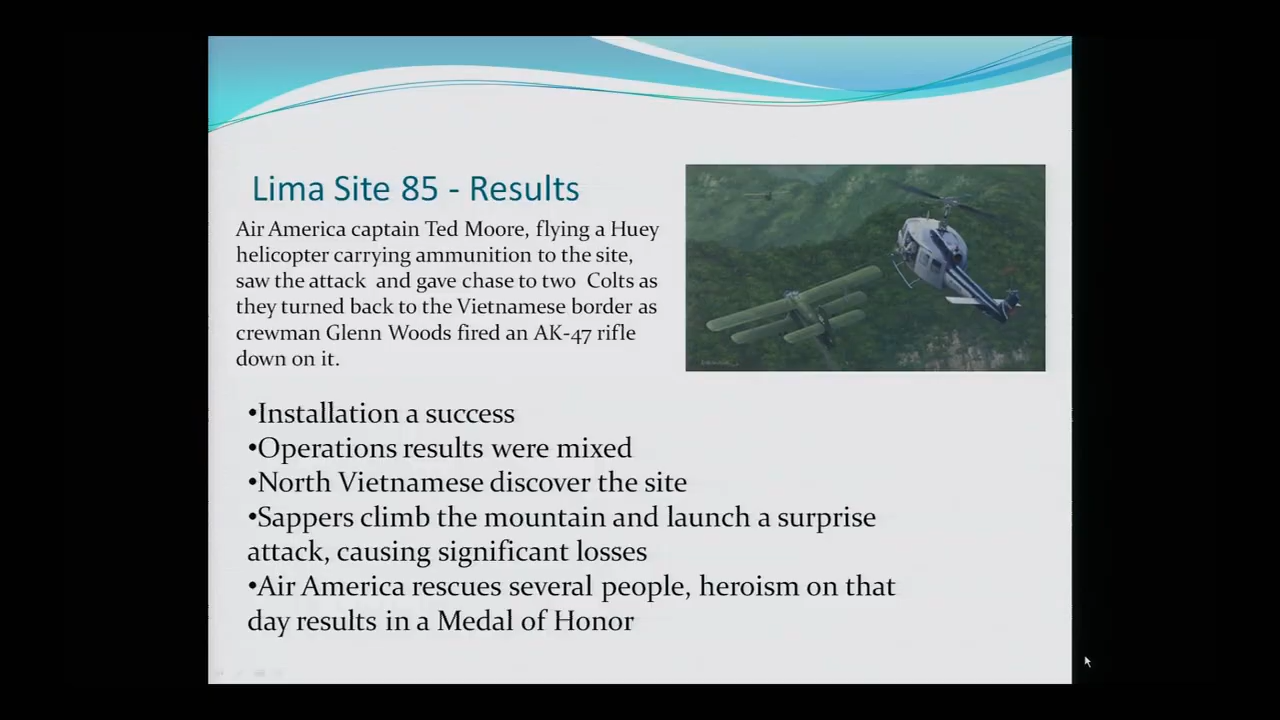 Lima Site 85 - Results
Air America captain Ted Moore, flying a Huey
helicopter carrying ammunition to the site,
saw the attack and gave chase to two Colts as
they turned back to the Vietnamese border as
crewman Glenn Woods fired an AK-47 rifle
down on it.
•Installation a success
•Operations results were mixed
•North Vietnamese discover the site
•Sappers climb the mountain and launch a surprise
attack, causing significant losses
•Air America rescues several people, heroism on that
day results in a Medal of Honor